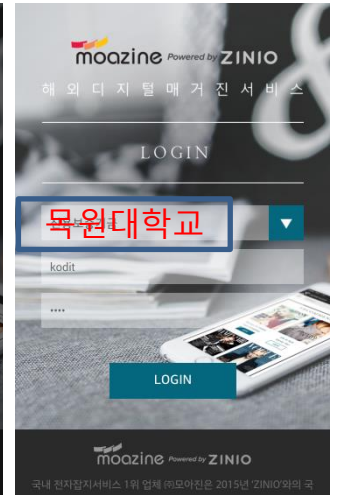 moazine Powered by ZINIO
해외디지털매거진서비스
LOGIN
목원대학교
kodit
····
LOGIN
moazine Powered by ZINIO
국내 전자잡지서비스 1위 업체 ㈜모아진은 2015년 'ZINIO'와의 국